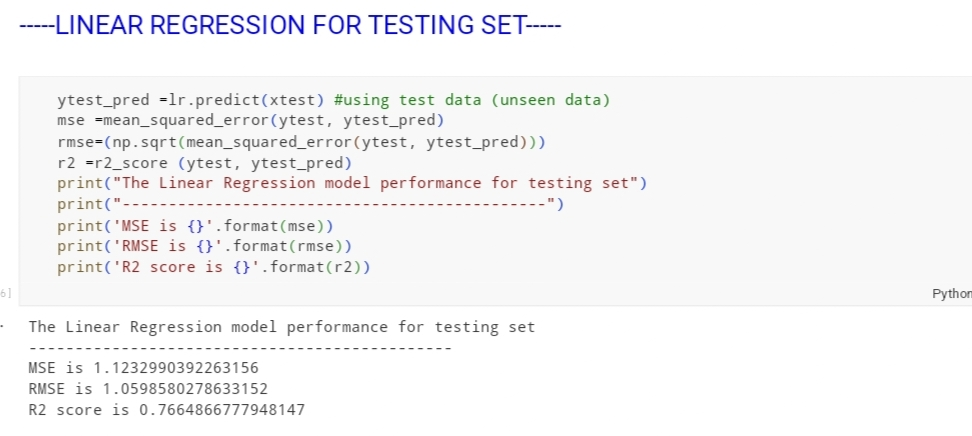 -----LINEAR REGRESSION FOR TESTING SET-----
ytest_pred =lr.predict(xtest) #using test data (unseen data)
mse =mean_squared_error(ytest, ytest_pred)
rmse=(np.sqrt(mean_squared_error(ytest, ytest_pred)))
r2 =r2_score (ytest, ytest_pred)
print("The Linear Regression model performance for testing set")
print("----------------------------------------------")
print('MSE is {}'.format(mse))
print('RMSE is {}'.format(rmse))
print('R2 score is {}'.format(r2))
6]
Python
The Linear Regression model performance for testing set
----------------------------------------------
MSE is 1.1232990392263156
RMSE is 1.0598580278633152
R2 score is 0.7664866777948147